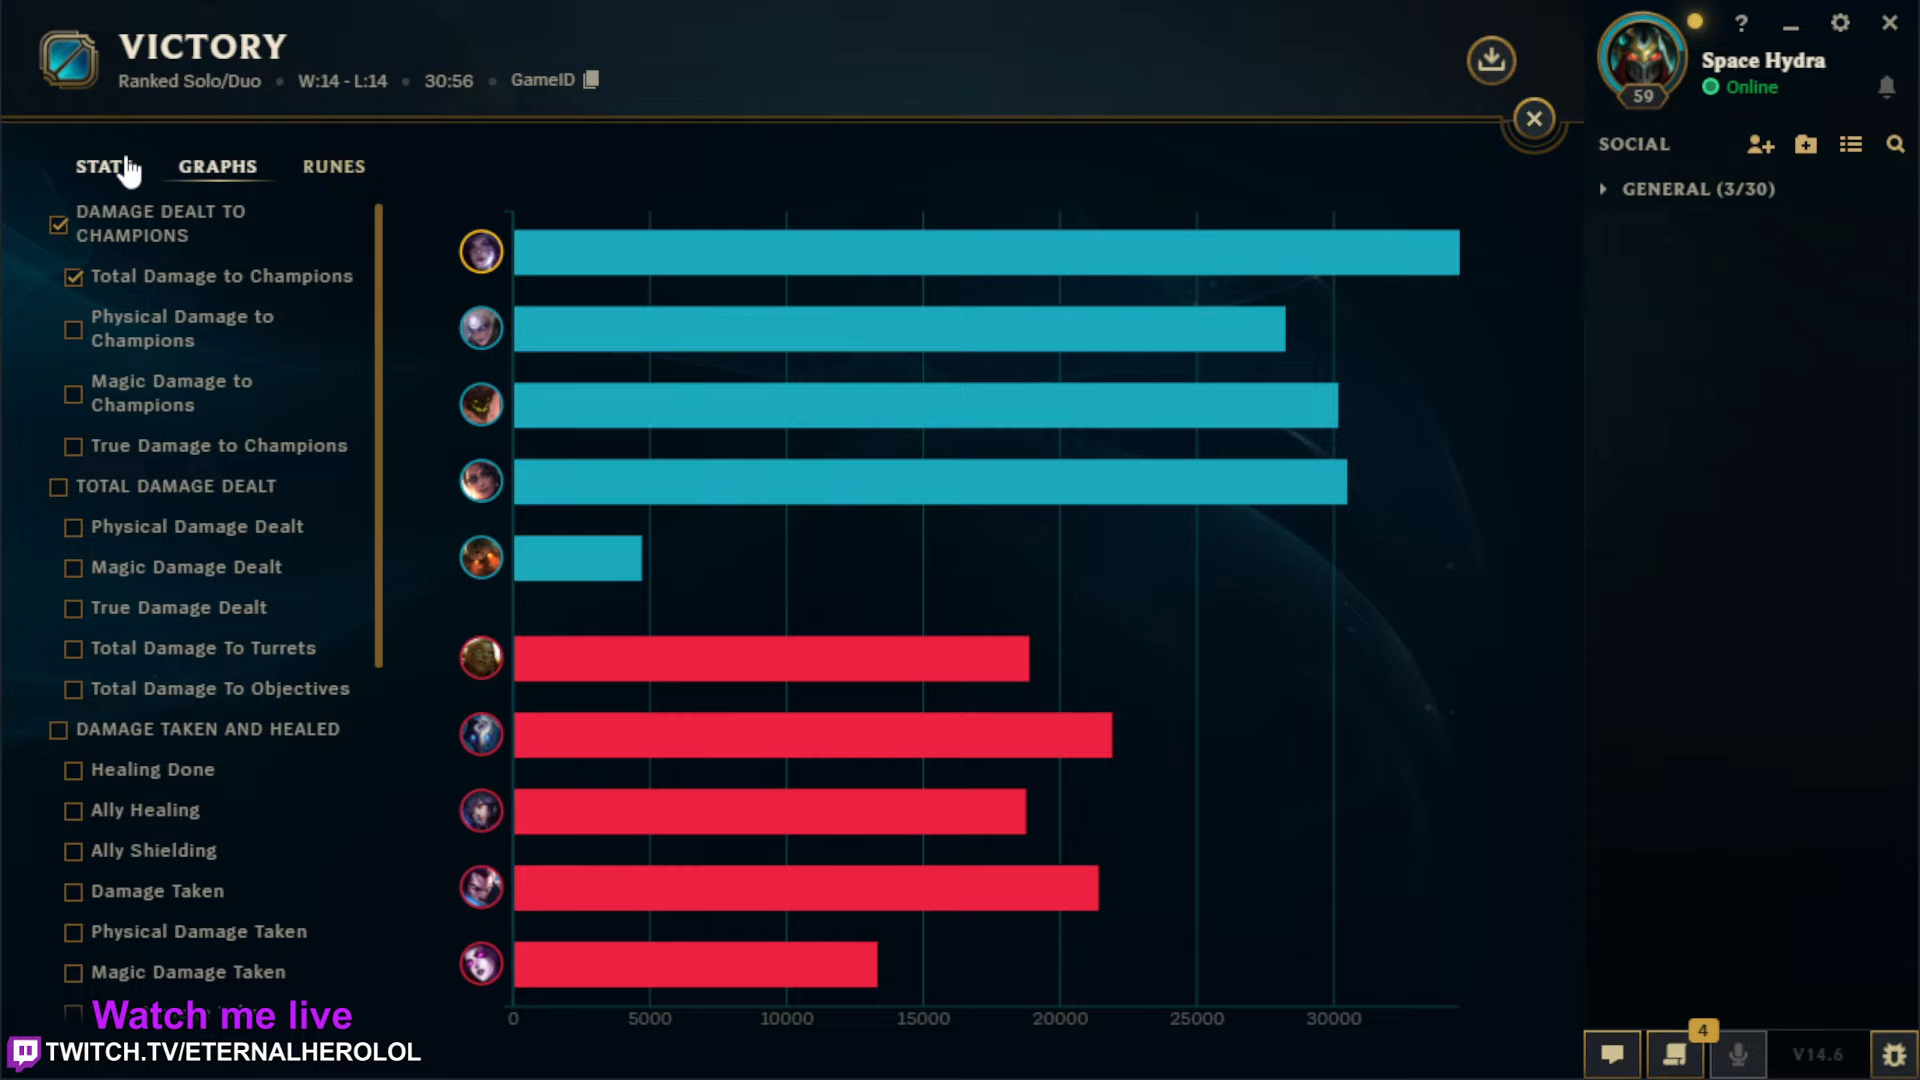 VICTORY
Ranked Solo/Duo • W:14 - L:14 • 30:56 • GameID
?
Space Hydra
59
Online
SOCIAL
GENERAL (3/30)
STAT
GRAPHS
RUNES
DAMAGE DEALT TO
CHAMPIONS
Total Damage to Champions
Physical Damage to
Champions
Magic Damage to
Champions
True Damage to Champions
TOTAL DAMAGE DEALT
Physical Damage Dealt
Magic Damage Dealt
True Damage Dealt
Total Damage To Turrets
Total Damage To Objectives
DAMAGE TAKEN AND HEALED
Healing Done
Ally Healing
Ally Shielding
Damage Taken
Physical Damage Taken
Magic Damage Taken
0 5000 10000 15000 20000 25000 30000
Watch me live
TWITCH.TV/ETERNALHEROLOL
4
V14.6